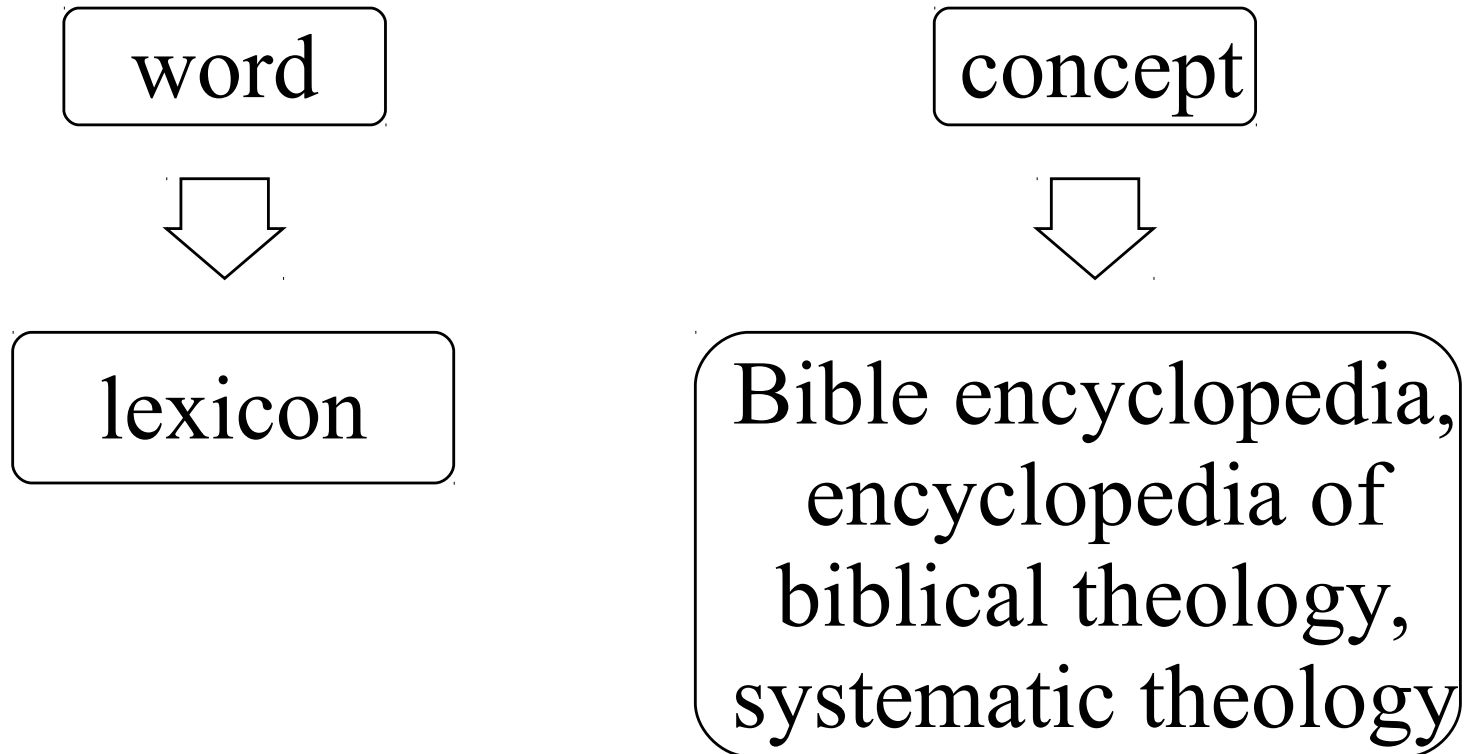 word
concept
lexicon
Bible encyclopedia,
encyclopedia of
biblical theology,
systematic theology